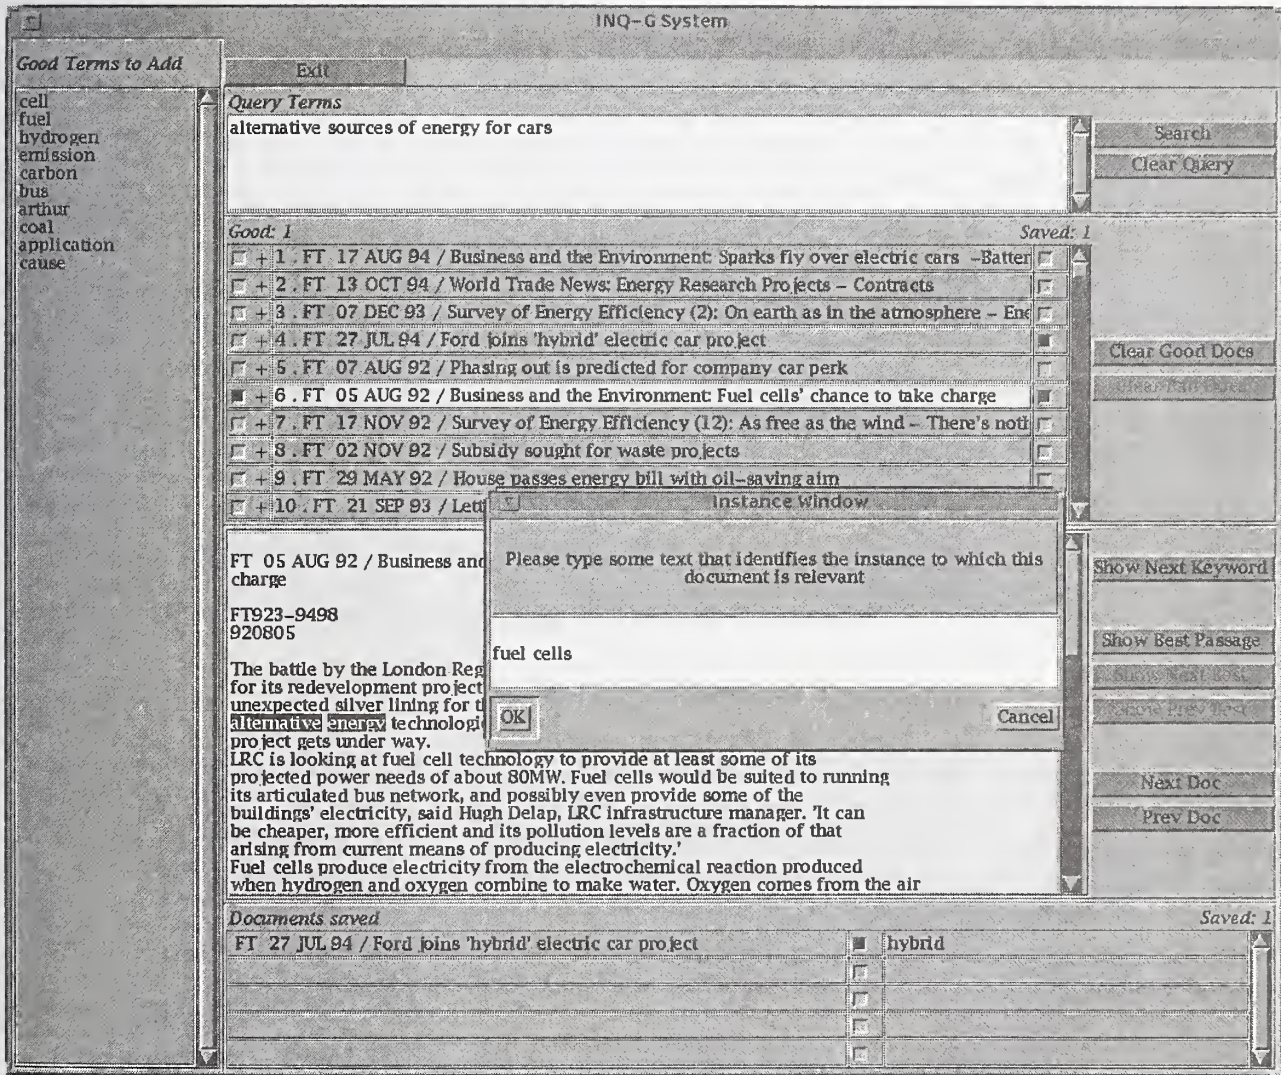 INQ-G System
Good Terms to Add
cell
fuel
hydrogen
emission
carbon
bus
arthur
coal
application
cause
Exit
Query Terms
alternative sources of energy for cars
Search
Clear Query
Good: 1 Saved: 1
+ 1 . FT 17 AUG 94 / Business and the Environment: Sparks fly over electric cars -Batter
+ 2 . FT 13 OCT 94 / World Trade News: Energy Research Projects - Contracts
+ 3 . FT 07 DEC 93 / Survey of Energy Efficiency (2): On earth as in the atmosphere - Ene
+ 4 . FT 27 JUL 94 / Ford joins 'hybrid' electric car project
+ 5 . FT 07 AUG 92 / Phasing out is predicted for company car perk
+ 6 . FT 05 AUG 92 / Business and the Environment: Fuel cells' chance to take charge
+ 7 . FT 17 NOV 92 / Survey of Energy Efficiency (12): As free as the wind - There's noti
+ 8 . FT 02 NOV 92 / Subsidy sought for waste projects
+ 9 . FT 29 MAY 92 / House passes energy bill with oil-saving aim
+ 10 . FT 21 SEP 93 / Lett
Clear Good Docs
Instance Window
Please type some text that identifies the instance to which this
document is relevant
fuel cells
OK Cancel
FT 05 AUG 92 / Business and
charge
FT923-9498
920805
The battle by the London Reg
for its redevelopment project
unexpected silver lining for t
alternative energy technologi
project gets under way.
LRC is looking at fuel cell technology to provide at least some of its
projected power needs of about 80MW. Fuel cells would be suited to running
its articulated bus network, and possibly even provide some of the
buildings' electricity, said Hugh Delap, LRC infrastructure manager. 'It can
be cheaper, more efficient and its pollution levels are a fraction of that
arising from current means of producing electricity.'
Fuel cells produce electricity from the electrochemical reaction produced
when hydrogen and oxygen combine to make water. Oxygen comes from the air
Show Next Keyword
Show Best Passage
Show Next Best
Show Prev Best
Next Doc
Prev Doc
Documents saved Saved: 1
FT 27 JUL 94 / Ford joins 'hybrid' electric car project hybrid